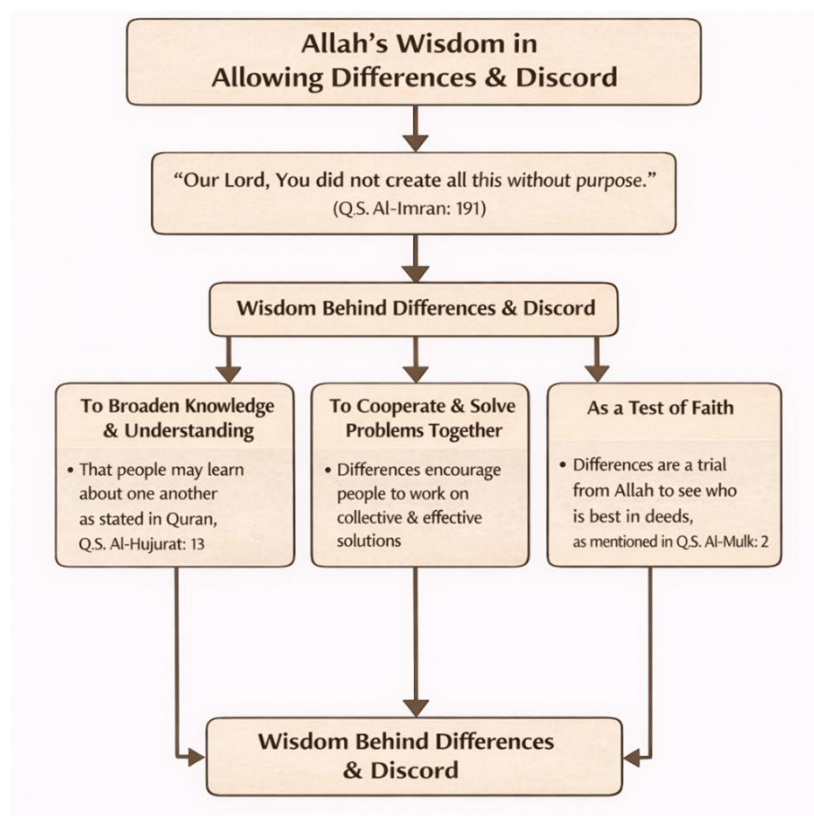 Allah’s Wisdom in
Allowing Differences & Discord
“Our Lord, You did not create all this without purpose.”
(Q.S. Al-Imran: 191)
Wisdom Behind Differences & Discord
To Broaden Knowledge
& Understanding
• That people may learn
about one another
as stated in Quran,
Q.S. Al-Hujurat: 13
To Cooperate & Solve
Problems Together
• Differences encourage
people to work on
collective & effective
solutions
As a Test of Faith
• Differences are a trial
from Allah to see who
is best in deeds,
as mentioned in Q.S. Al-Mulk: 2
Wisdom Behind Differences
& Discord